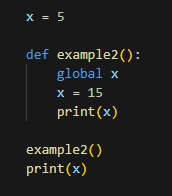 x = 5

def example2():
    global x
    x = 15
    print(x)

example2()
print(x)